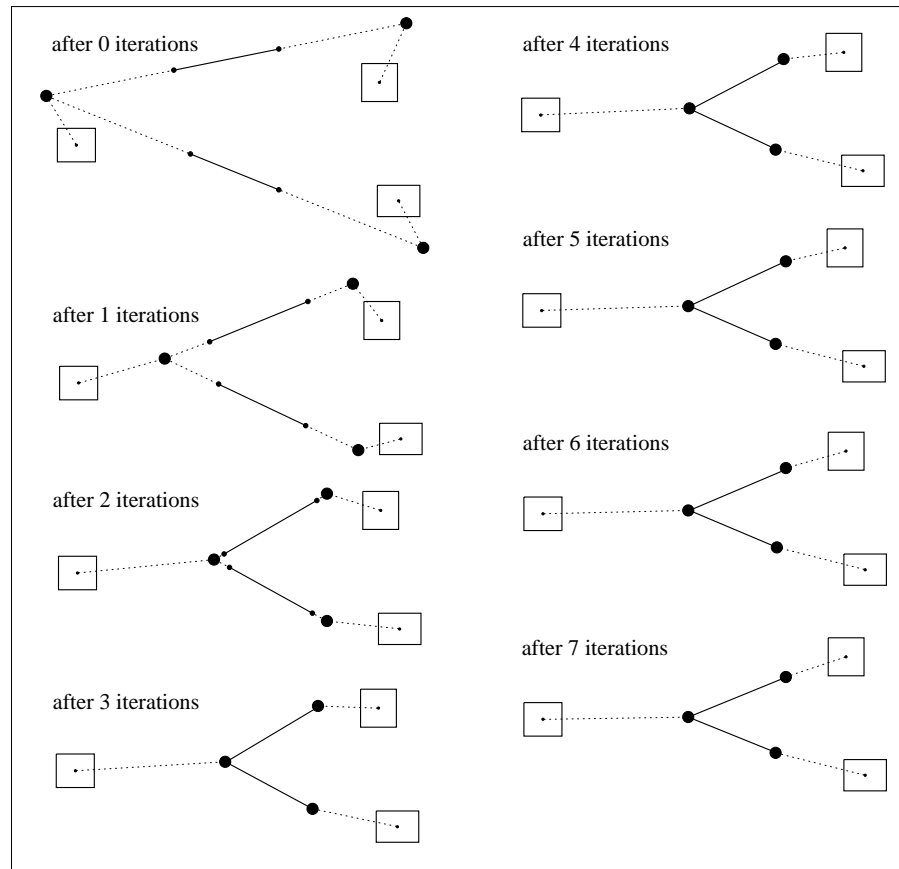 after 0 iterations
after 1 iterations
after 2 iterations
after 3 iterations
after 4 iterations
after 5 iterations
after 6 iterations
after 7 iterations